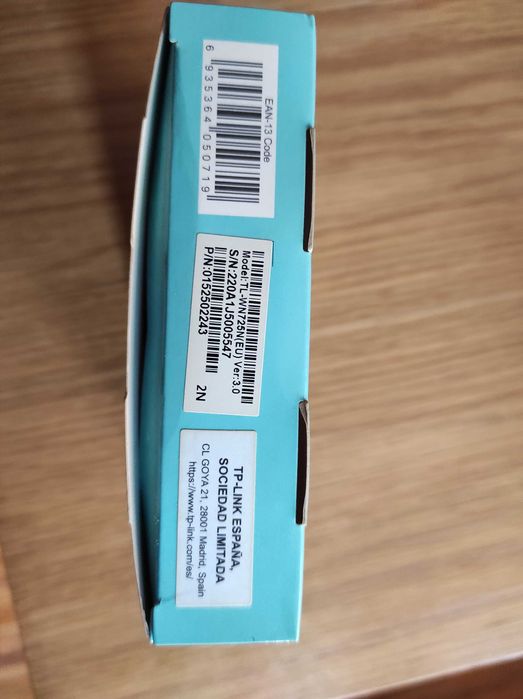 EAN-13 Code
6 935364 050719
Model:TL-WN725N(EU) Ver:3.0
S/N:220A1J5005547
P/N:0152502243
2N
TP-LINK ESPAÑA,
SOCIEDAD LIMITADA
CL GOYA 21, 28001 Madrid, Spain
https://www.tp-link.com/es/